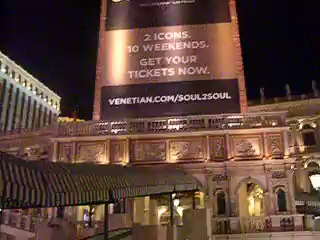 2 ICONS.
10 WEEKENDS.
GET YOUR
TICKETS NOW.
VENETIAN.COM/SOUL2SOUL